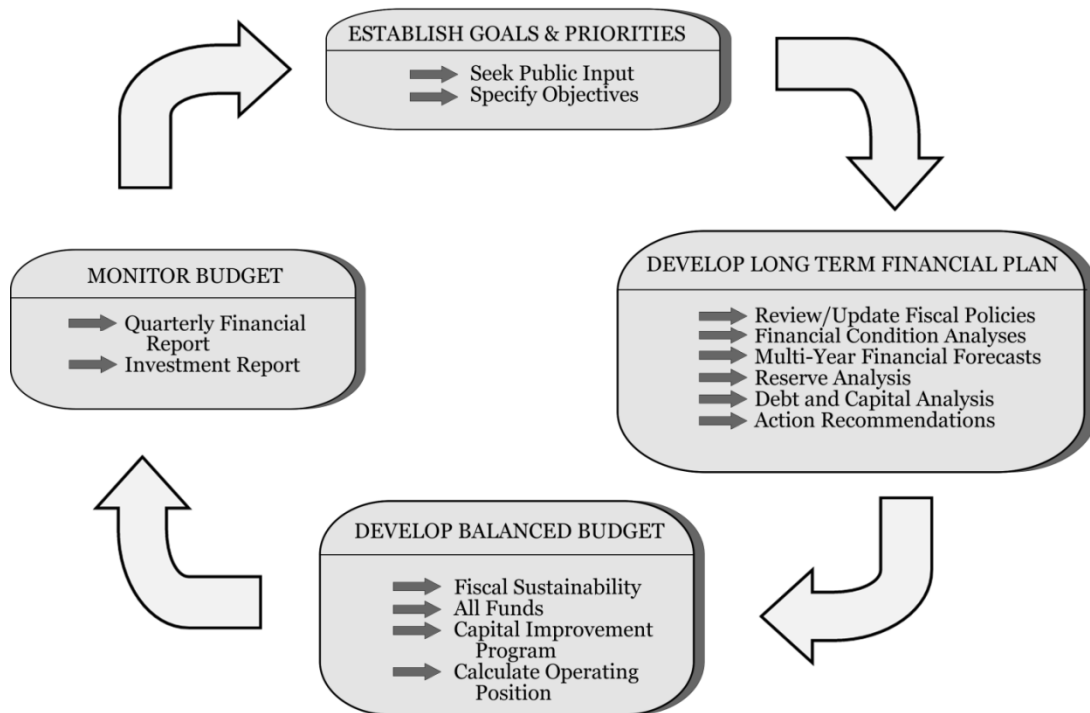 ESTABLISH GOALS & PRIORITIES
Seek Public Input
Specify Objectives
DEVELOP LONG TERM FINANCIAL PLAN
Review/Update Fiscal Policies
Financial Condition Analyses
Multi-Year Financial Forecasts
Reserve Analysis
Debt and Capital Analysis
Action Recommendations
DEVELOP BALANCED BUDGET
Fiscal Sustainability
All Funds
Capital Improvement
Program
Calculate Operating
Position
MONITOR BUDGET
Quarterly Financial
Report
Investment Report